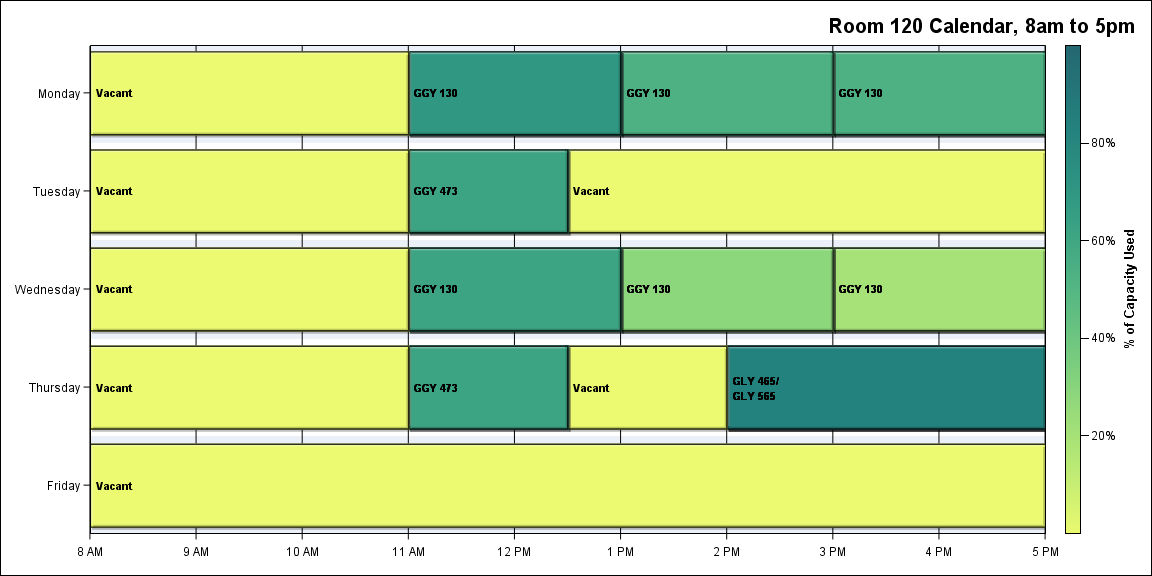 Room 120 Calendar, 8am to 5pm
Monday
Vacant
GGY 130
GGY 130
GGY 130
Tuesday
Vacant
GGY 473
Vacant
Wednesday
Vacant
GGY 130
GGY 130
GGY 130
Thursday
Vacant
GGY 473
Vacant
GLY 465/
GLY 565
Friday
Vacant
8 AM
9 AM
10 AM
11 AM
12 PM
1 PM
2 PM
3 PM
4 PM
5 PM
80%
60%
40%
20%
% of Capacity Used